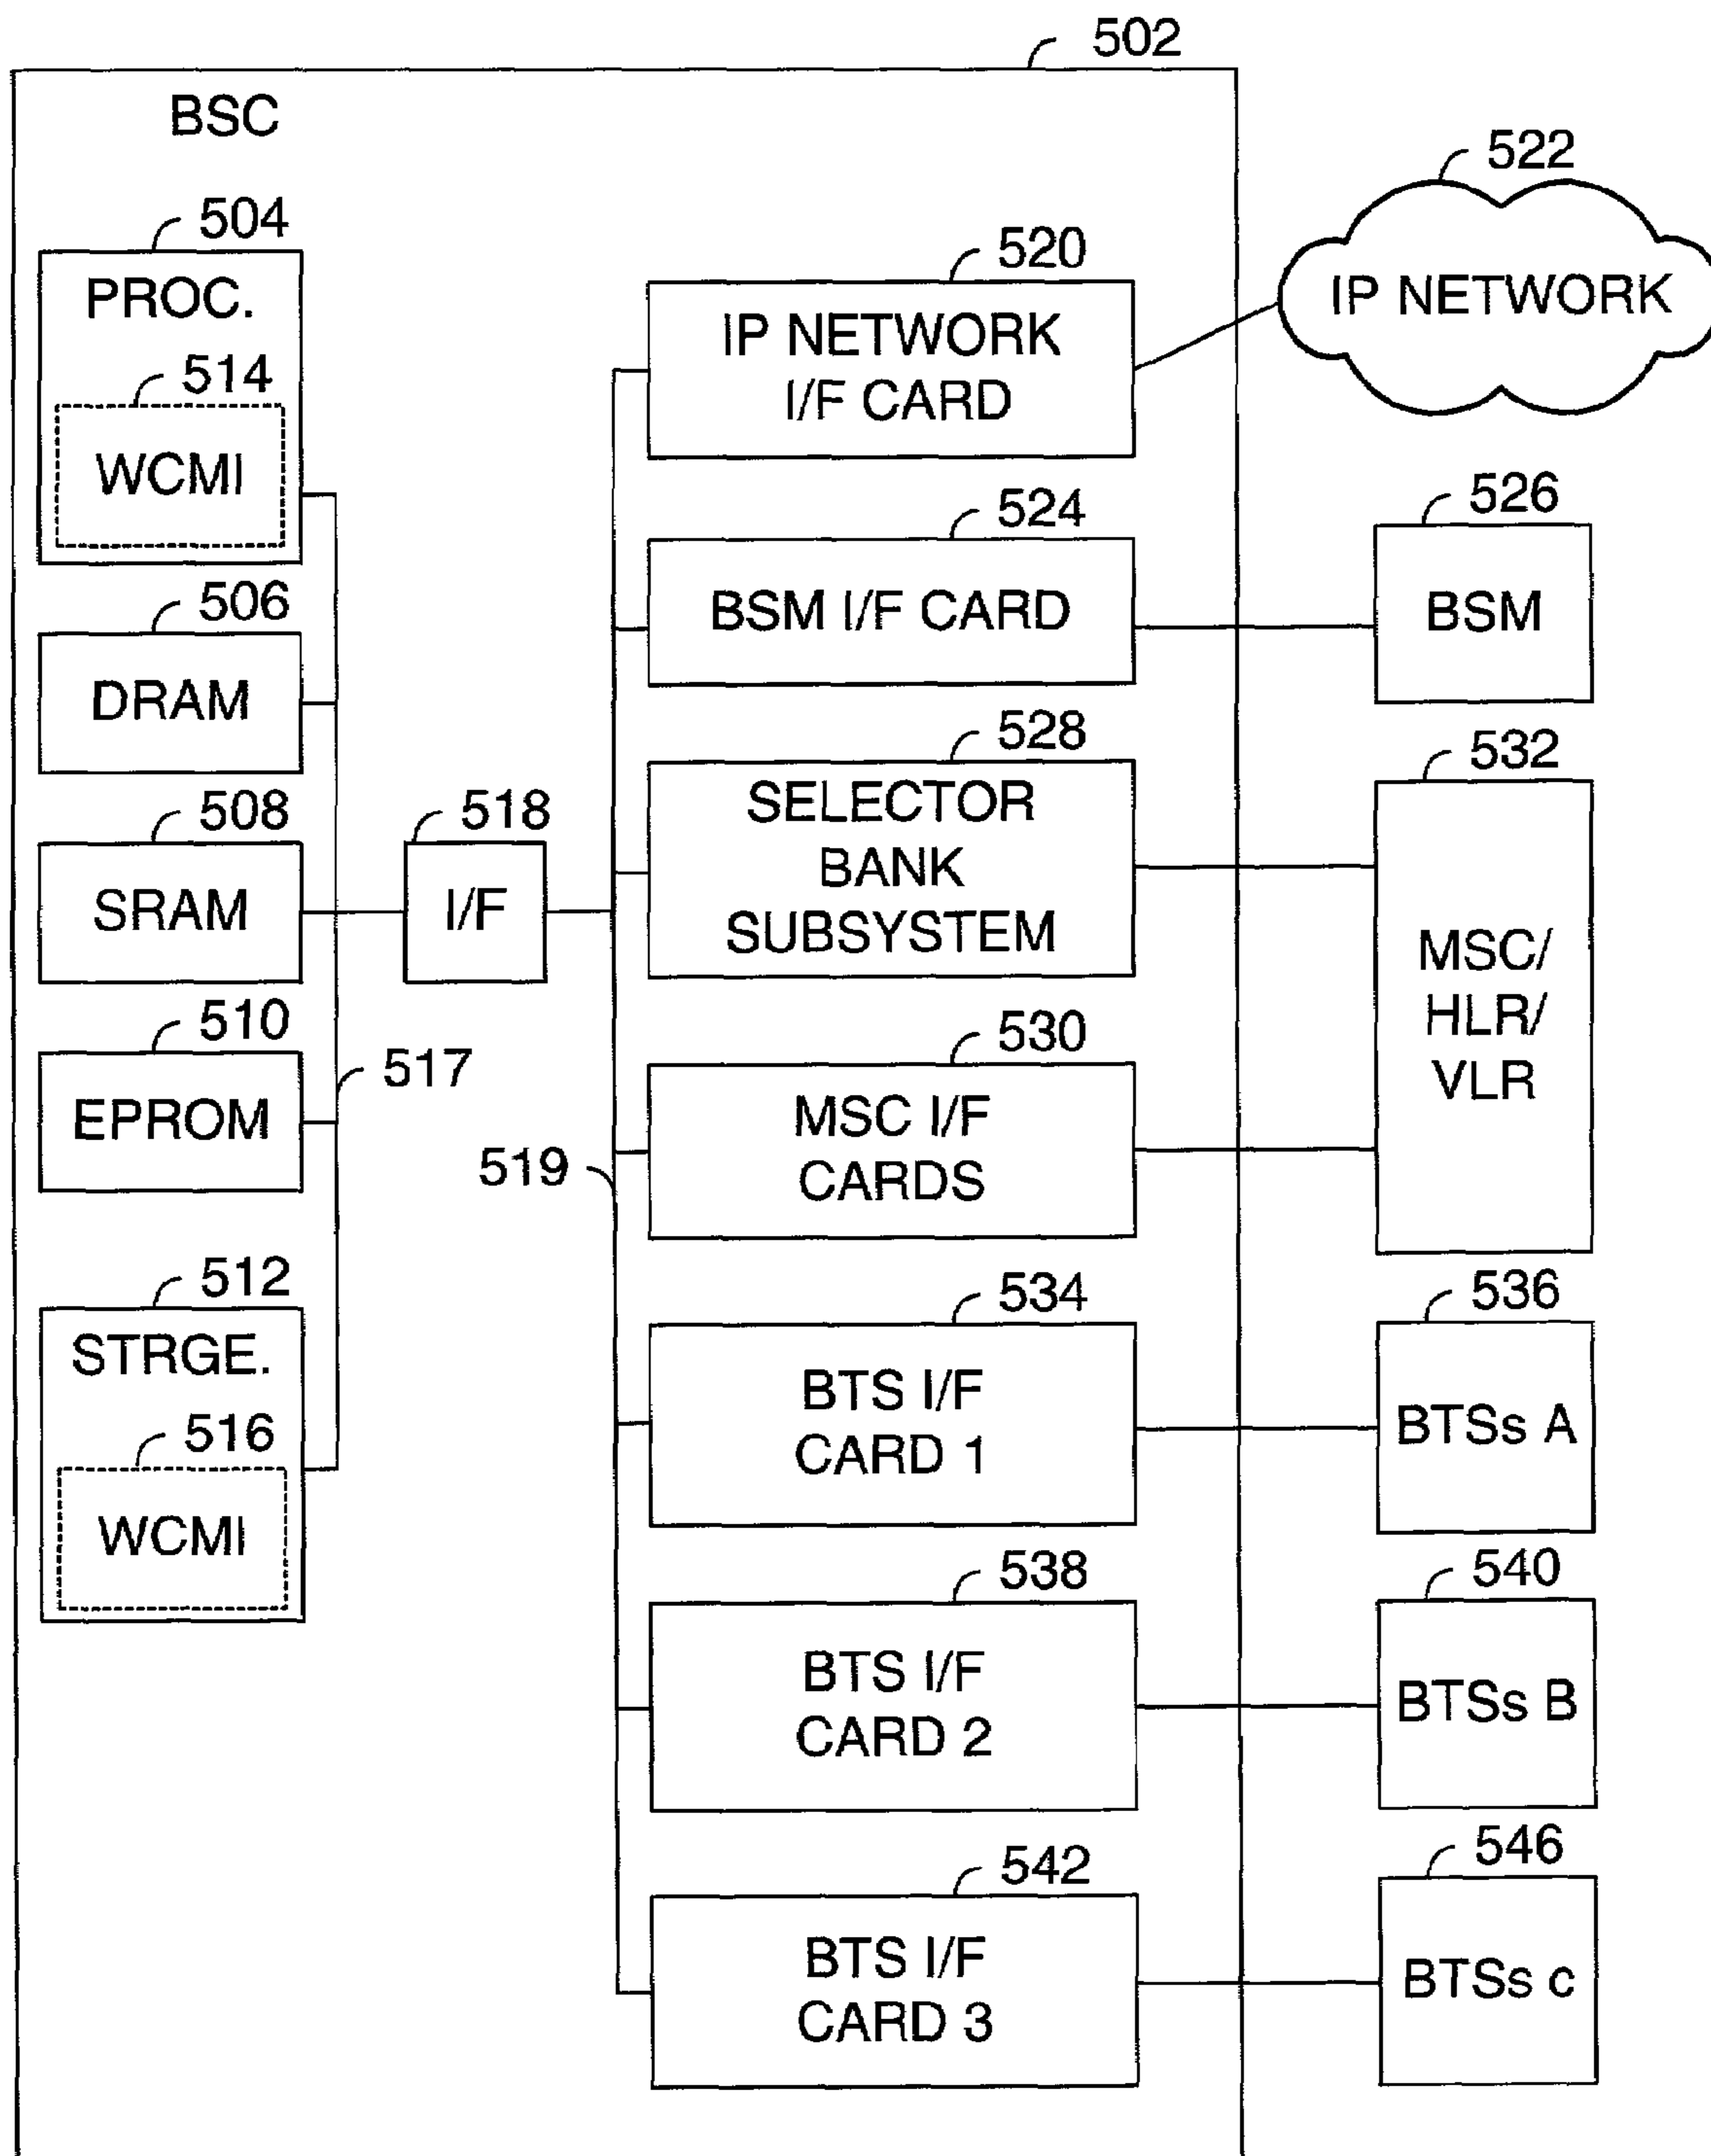 502
BSC
522
504
520
PROC.
IP NETWORK
I/F CARD
IP NETWORK
514
WCMI
524
526
BSM I/F CARD
BSM
506
DRAM
528
532
SELECTOR
BANK
SUBSYSTEM
508
518
SRAM
I/F
MSC/
HLR/
VLR
510
530
517
EPROM
MSC I/F
CARDS
519
512
534
536
STRGE.
BTS I/F
CARD 1
BTSs A
516
WCMI
538
540
BTS I/F
CARD 2
BTSs B
542
546
BTS I/F
CARD 3
BTSs c